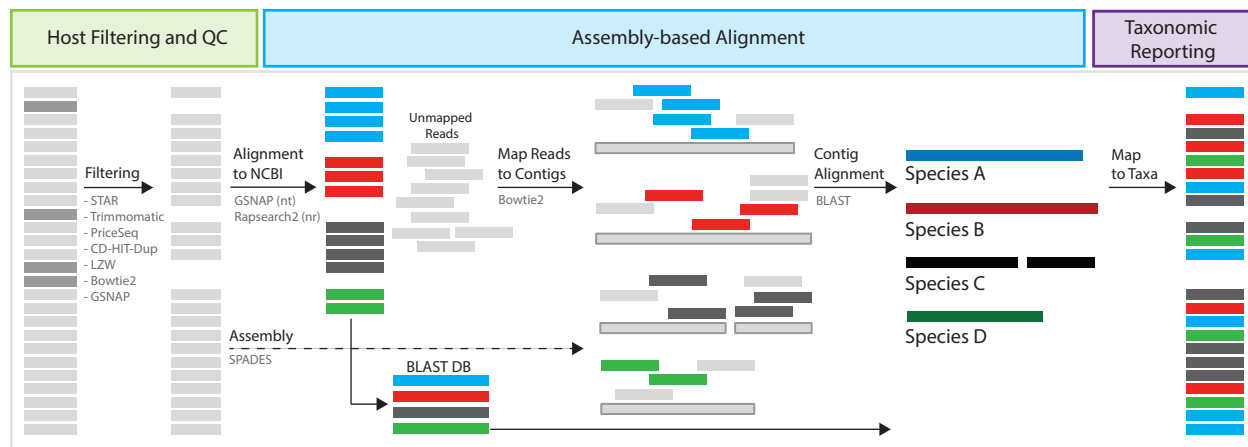 Host Filtering and QC
Assembly-based Alignment
Taxonomic
Reporting
Filtering
- STAR
- Trimmomatic
- PriceSeq
- CD-HIT-Dup
- LZW
- Bowtie2
- GSNAP
Alignment
to NCBI
GSNAP (nt)
Rapsearch2 (nr)
Unmapped
Reads
Map Reads
to Contigs
Bowtie2
Contig
Alignment
BLAST
Species A
Species B
Species C
Species D
Map
to Taxa
Assembly
SPADES
BLAST DB